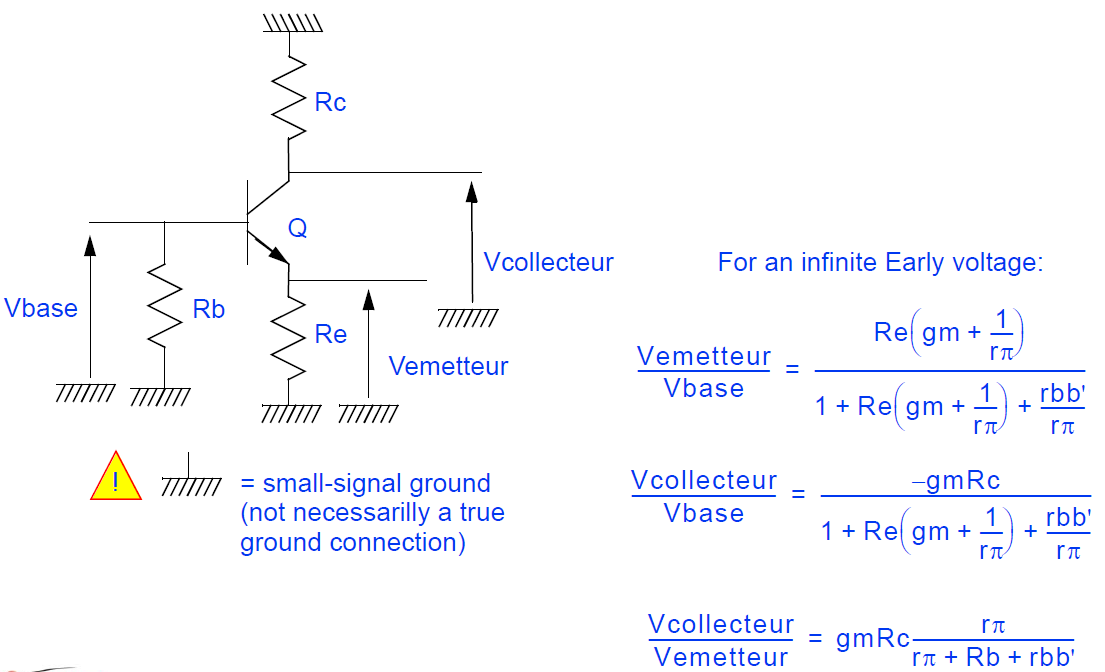 Rc
Q
Vcollecteur
Vbase
Rb
Re
Vemetteur
!
= small-signal ground
(not necessarilly a true
ground connection)
For an infinite Early voltage:
Vemetteur/Vbase = Re(gm + 1/rπ) / (1 + Re(gm + 1/rπ) + rbb'/rπ)
Vcollecteur/Vbase = –gmRc / (1 + Re(gm + 1/rπ) + rbb'/rπ)
Vcollecteur/Vemetteur = gmRc rπ/(rπ + Rb + rbb')